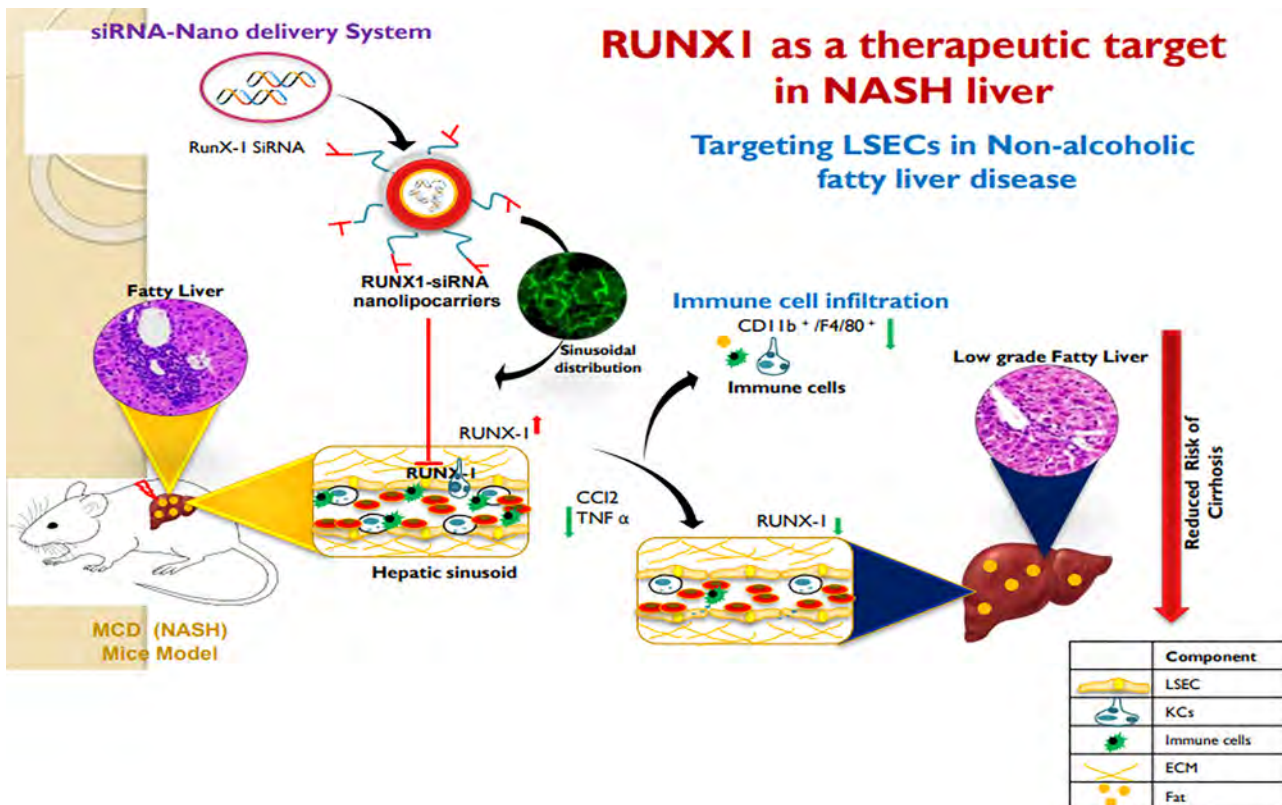 siRNA-Nano delivery System
RUNX1 as a therapeutic target
in NASH liver
Targeting LSECs in Non-alcoholic
fatty liver disease
RunX-1 SiRNA
RUNX1-siRNA
nanolipocarriers
Fatty Liver
Sinusoidal
distribution
Immune cell infiltration
CD11b + /F4/80 +
Immune cells
Low grade Fatty Liver
Reduced Risk of
Cirrhosis
RUNX-1
RUNX-1
CCl2
TNF α
Hepatic sinusoid
RUNX-1
MCD (NASH)
Mice Model
Component
LSEC
KCs
Immune cells
ECM
Fat